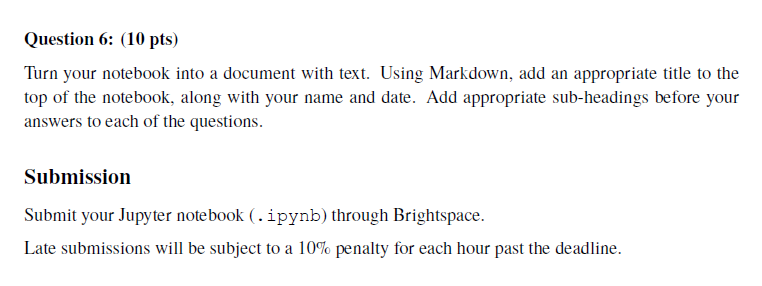 Question 6: (10 pts)
Turn your notebook into a document with text. Using Markdown, add an appropriate title to the
top of the notebook, along with your name and date. Add appropriate sub-headings before your
answers to each of the questions.
Submission
Submit your Jupyter notebook (.ipynb) through Brightspace.
Late submissions will be subject to a 10% penalty for each hour past the deadline.